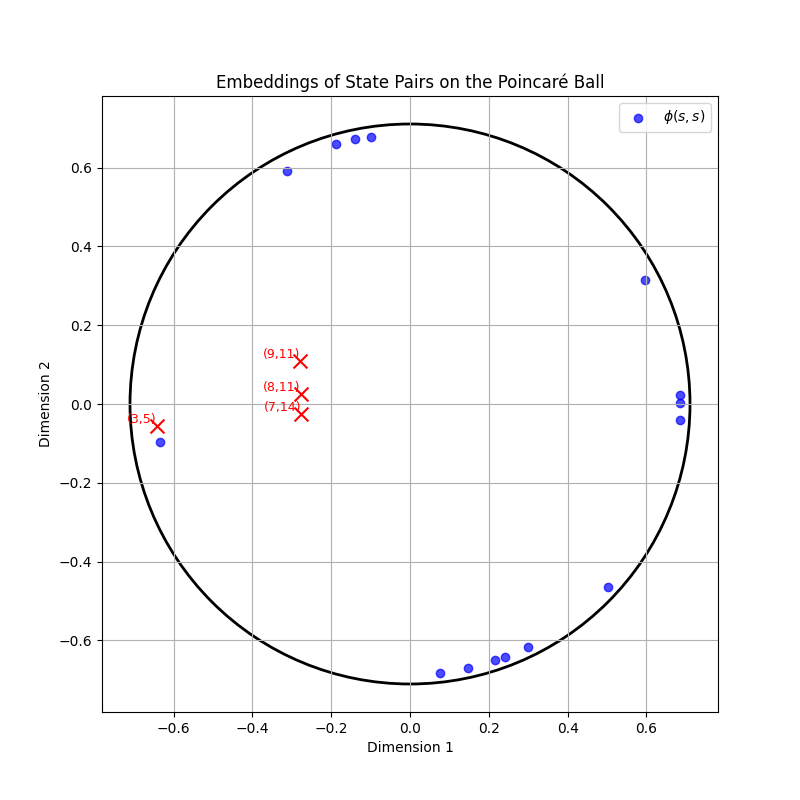 Embeddings of State Pairs on the Poincaré Ball
ϕ(s, s)
0.6
0.4
0.2
0.0
−0.2
−0.4
−0.6
Dimension 2
(9,11)
(8,11)
(7,14)
(3,5)
−0.6 −0.4 −0.2 0.0 0.2 0.4 0.6
Dimension 1